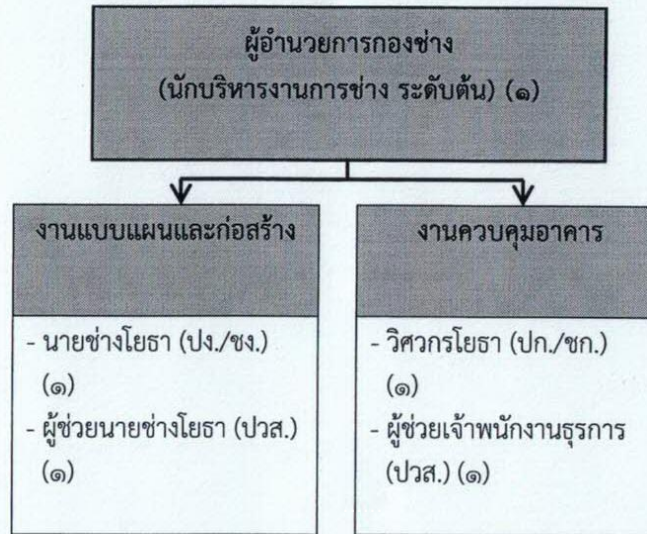 ผู้อำนวยการกองช่าง
(นักบริหารงานการช่าง ระดับต้น) (๑)
งานแบบแผนและก่อสร้าง
- นายช่างโยธา (ปง./ชง.)
(๑)
- ผู้ช่วยนายช่างโยธา (ปวส.)
(๑)
งานควบคุมอาคาร
- วิศวกรโยธา (ปก./ชก.)
(๑)
- ผู้ช่วยเจ้าพนักงานธุรการ
(ปวส.) (๑)